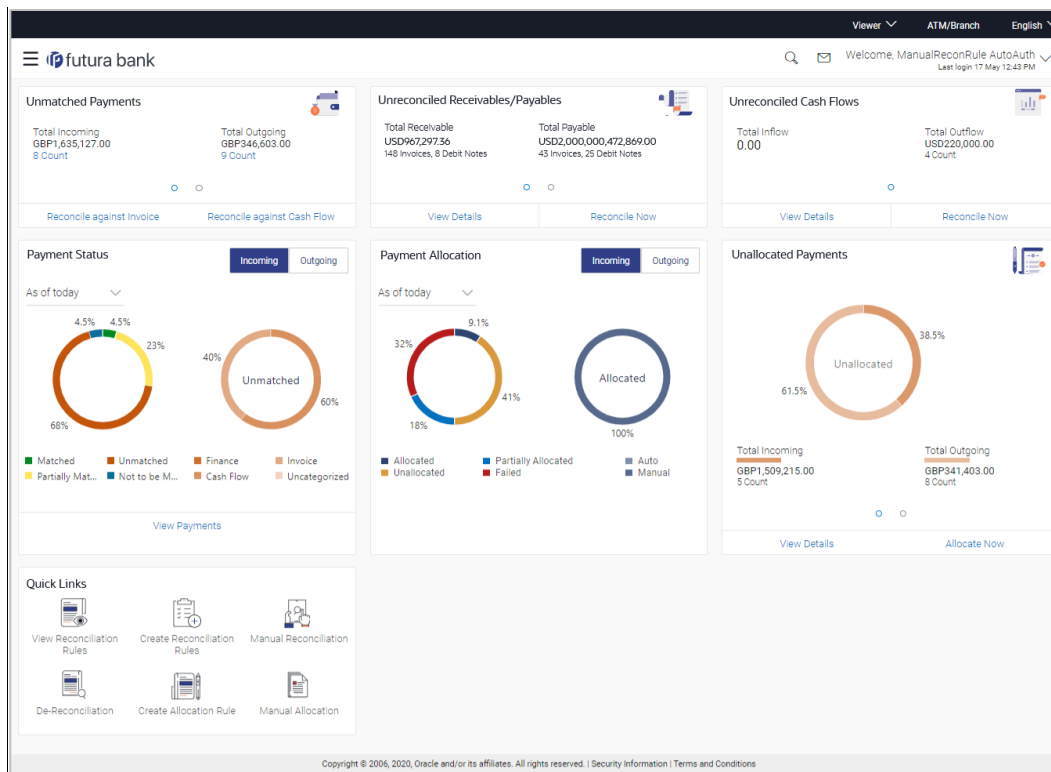 Viewer ATM/Branch English
futura bank
Welcome, ManualReconRule AutoAuth
Last login 17 May 12:43 PM
Unmatched Payments
Total Incoming Total Outgoing
GBP1,635,127.00 GBP346,603.00
8 Count 9 Count
Reconcile against Invoice Reconcile against Cash Flow
Unreconciled Receivables/Payables
Total Receivable Total Payable
USD967,297.36 USD2,000,000,472,869.00
148 Invoices, 8 Debit Notes 43 Invoices, 25 Debit Notes
View Details Reconcile Now
Unreconciled Cash Flows
Total Inflow Total Outflow
0.00 USD220,000.00
4 Count
View Details Reconcile Now
Payment Status Incoming Outgoing
As of today
4.5% 4.5%
23%
68%
40%
Unmatched
60%
Matched Unmatched Finance Invoice
Partially Mat... Not to be M... Cash Flow Uncategorized
View Payments
Payment Allocation Incoming Outgoing
As of today
9.1%
32%
41%
18%
Allocated
100%
Allocated Partially Allocated Auto
Unallocated Failed Manual
Unallocated Payments
38.5%
Unallocated
61.5%
Total Incoming Total Outgoing
GBP1,509,215.00 GBP341,403.00
5 Count 8 Count
View Details Allocate Now
Quick Links
View Reconciliation Rules
Create Reconciliation Rules
Manual Reconciliation
De-Reconciliation
Create Allocation Rule
Manual Allocation
Copyright © 2006, 2020, Oracle and/or its affiliates. All rights reserved. | Security Information | Terms and Conditions